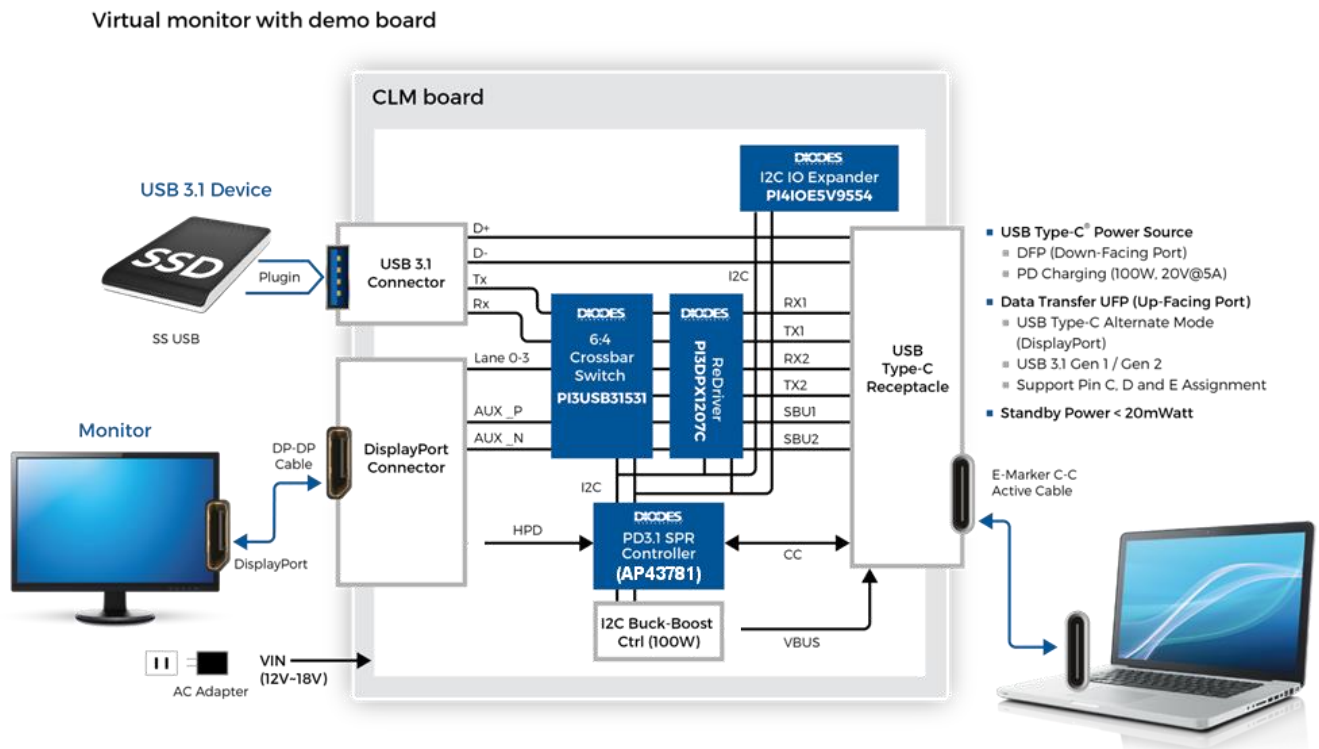 Virtual monitor with demo board
CLM board
DIODES
I2C IO Expander
PI4IOE5V9554
USB 3.1 Device
SSD
Plugin
SS USB
USB 3.1
Connector
D+
D-
Tx
Rx
Lane 0-3
AUX _P
AUX _N
I2C
DIODES
6:4
Crossbar
Switch
PI3USB31531
DIODES
ReDriver
PI3DPX1207C
RX1
TX1
RX2
TX2
SBU1
SBU2
USB
Type-C
Receptacle
USB Type-C® Power Source
DFP (Down-Facing Port)
PD Charging (100W, 20V@5A)
Data Transfer UFP (Up-Facing Port)
USB Type-C Alternate Mode
(DisplayPort)
USB 3.1 Gen 1 / Gen 2
Support Pin C, D and E Assignment
Standby Power < 20mWatt
Monitor
DP-DP
Cable
DisplayPort
DisplayPort
Connector
I2C
HPD
DIODES
PD3.1 SPR
Controller
(AP43781)
CC
I2C Buck-Boost
Ctrl (100W)
VBUS
E-Marker C-C
Active Cable
AC Adapter
VIN
(12V~18V)